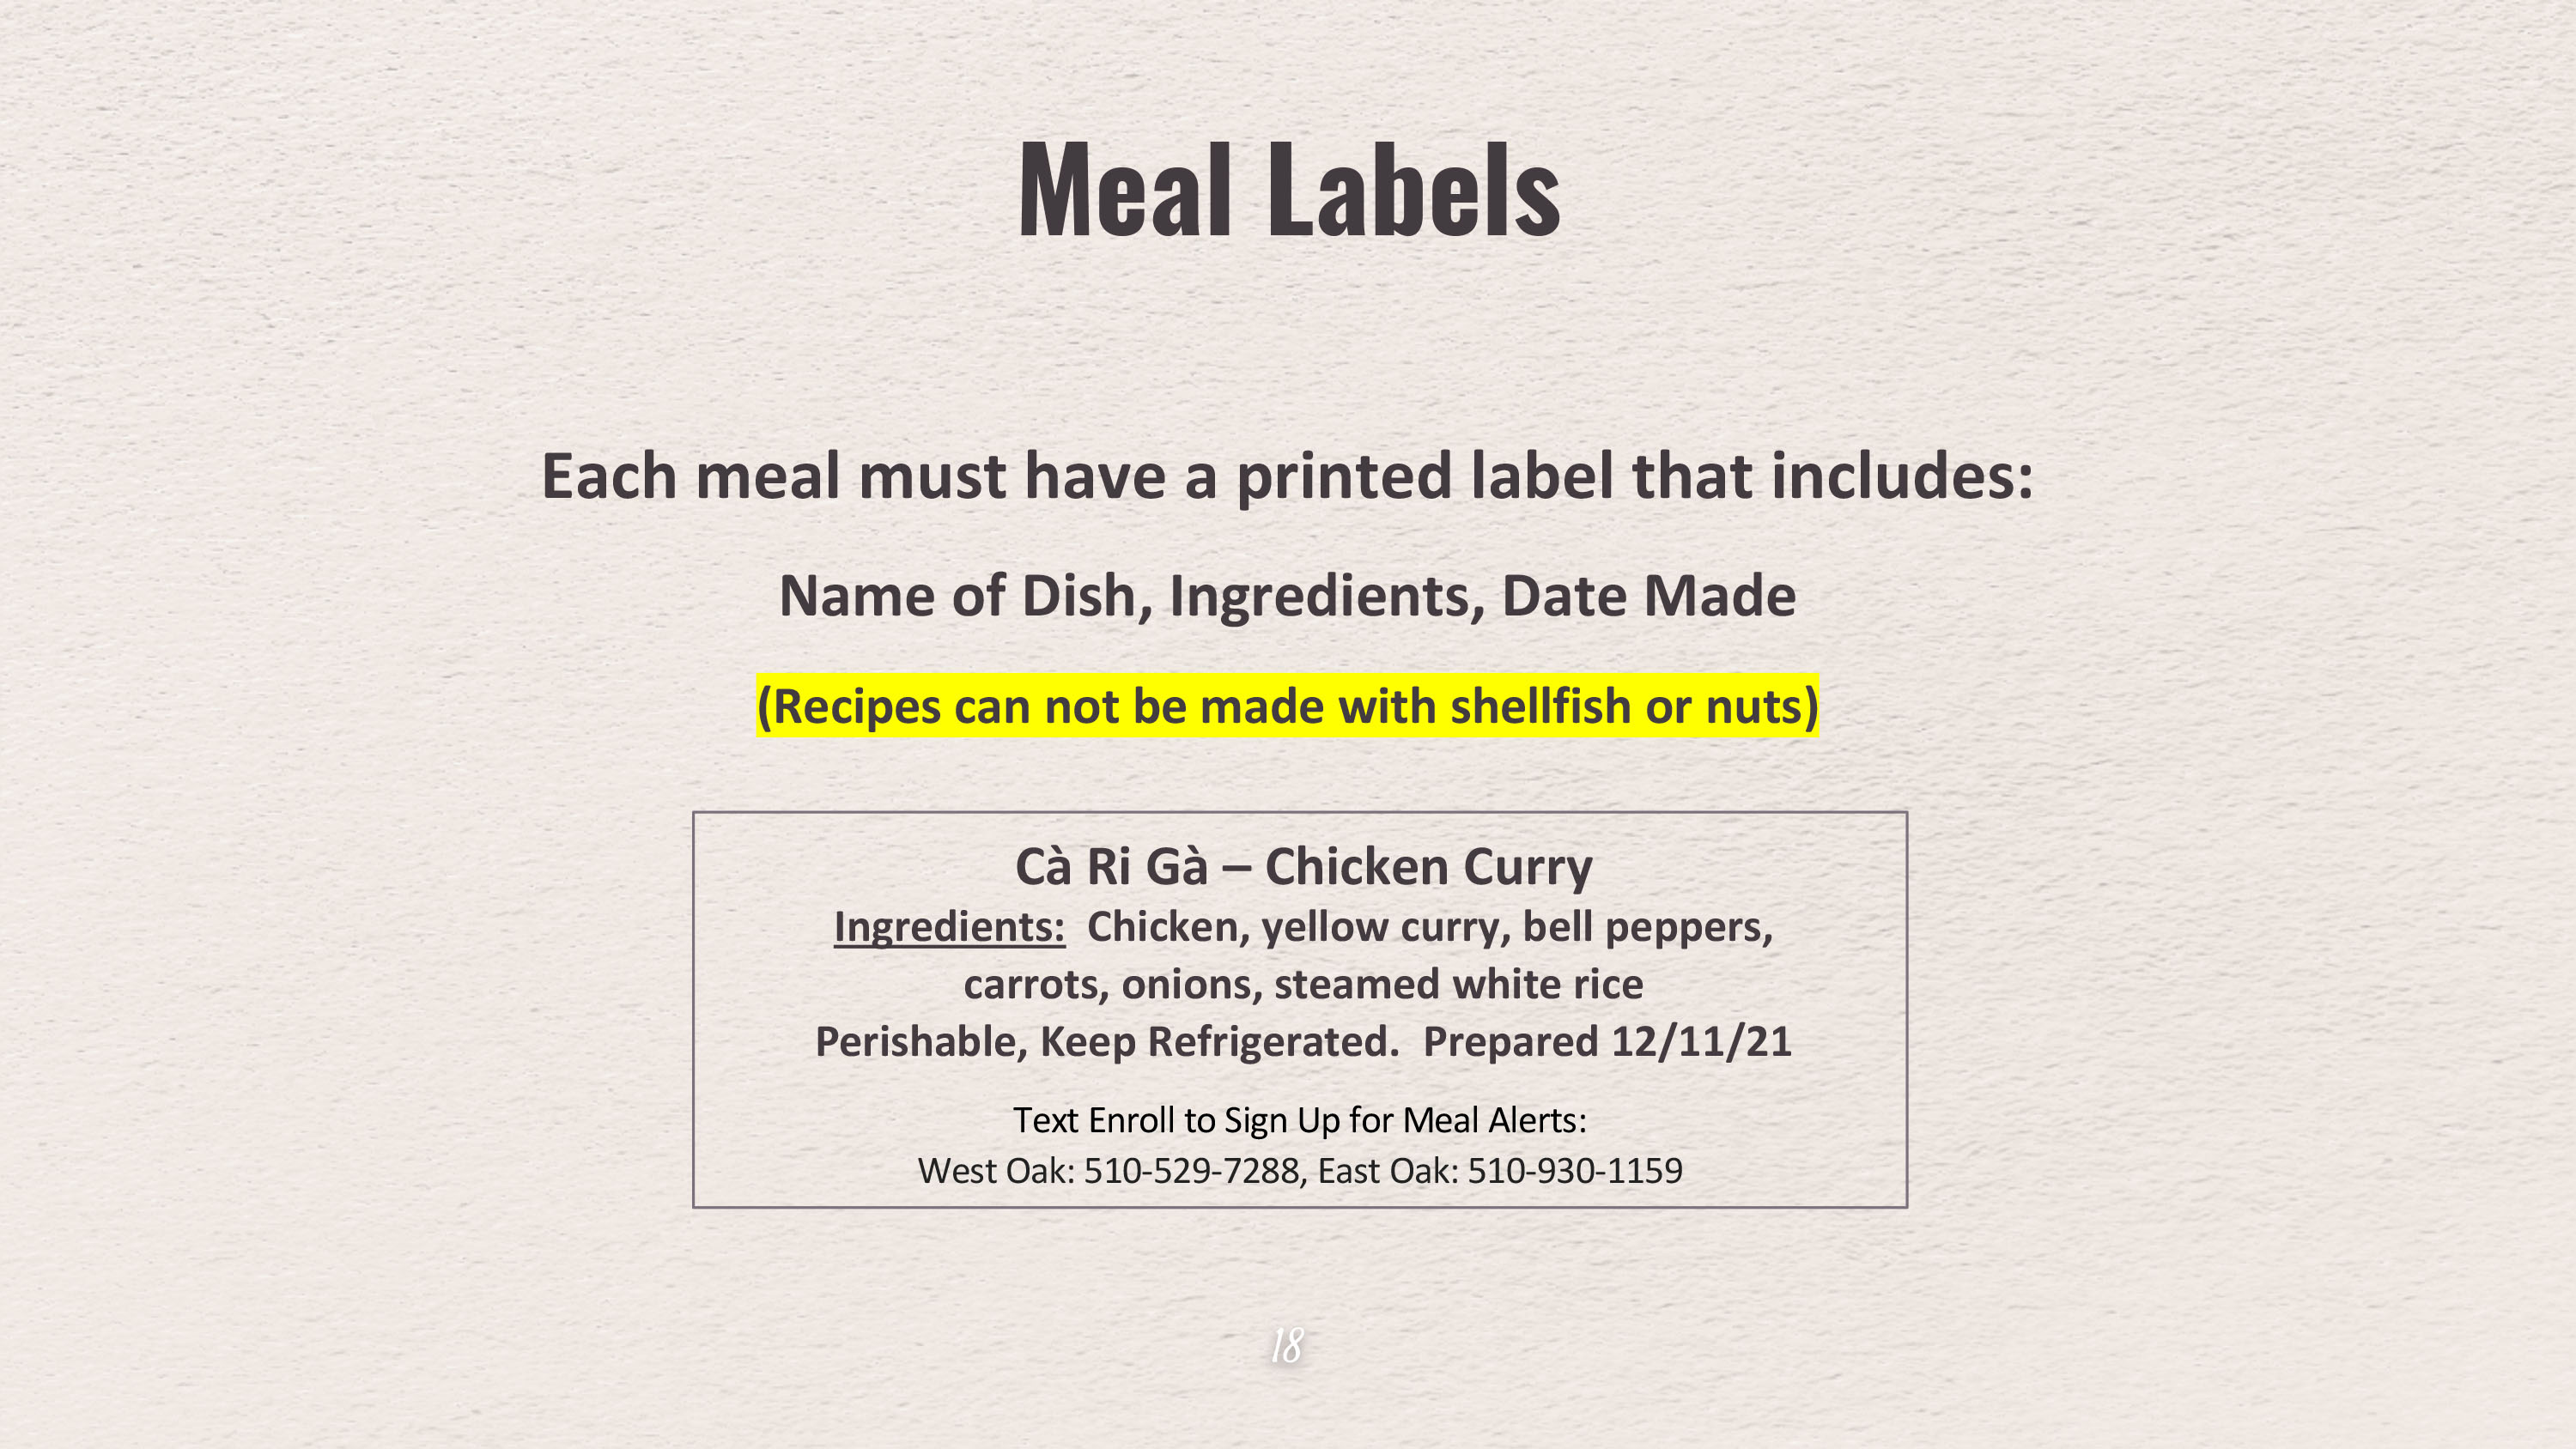 Meal Labels
Each meal must have a printed label that includes:
Name of Dish, Ingredients, Date Made
(Recipes can not be made with shellfish or nuts)
Cà Ri Gà – Chicken Curry
Ingredients:  Chicken, yellow curry, bell peppers,
carrots, onions, steamed white rice
Perishable, Keep Refrigerated.  Prepared 12/11/21
Text Enroll to Sign Up for Meal Alerts:
West Oak: 510-529-7288, East Oak: 510-930-1159
18